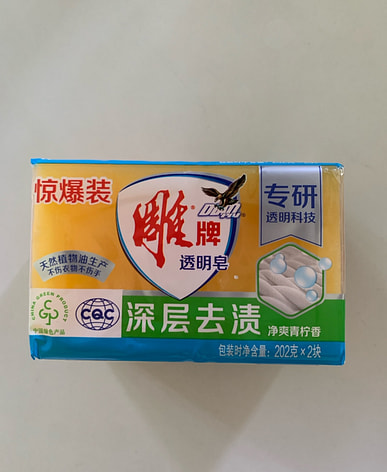 惊爆装
雕®牌
透明皂
专研
透明科技
天然植物油生产
不伤衣物不伤手
CHINA GREEN PRODUCT
中国绿色产品
CQC
深层去渍
净爽青柠香
包装时净含量：202克×2块